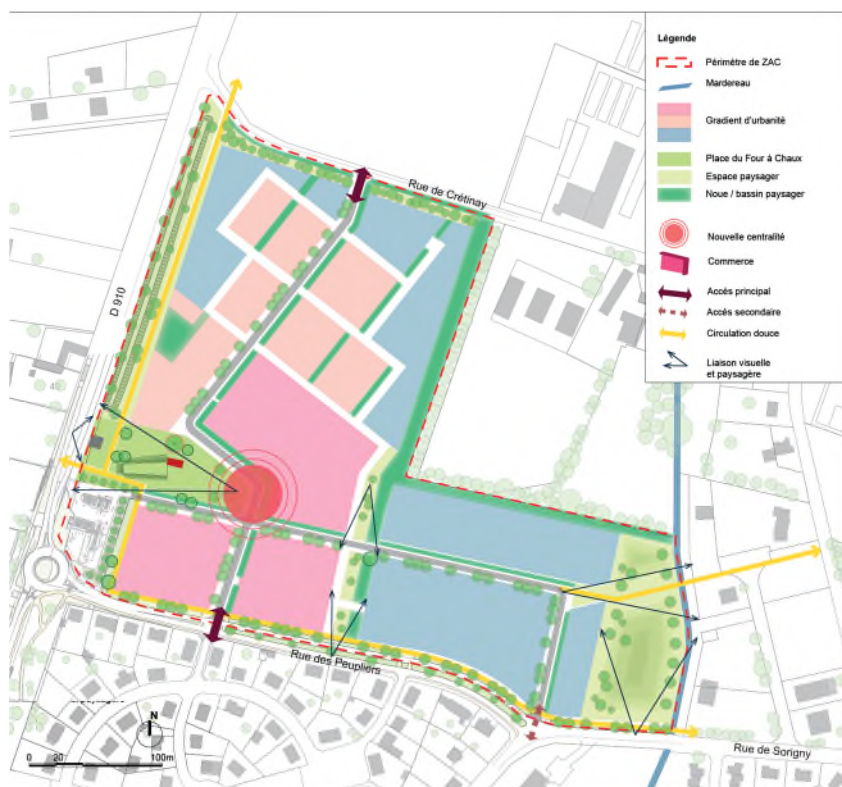 Légende
Périmètre de ZAC
Mardereau
Gradient d'urbanité
Place du Four à Chaux
Espace paysager
Noue / bassin paysager
Nouvelle centralité
Commerce
Accès principal
Accès secondaire
Circulation douce
Liaison visuelle
et paysagère
Rue de Crétinay
D 910
Rue des Peupliers
Rue de Sorigny
N
0 20 100m